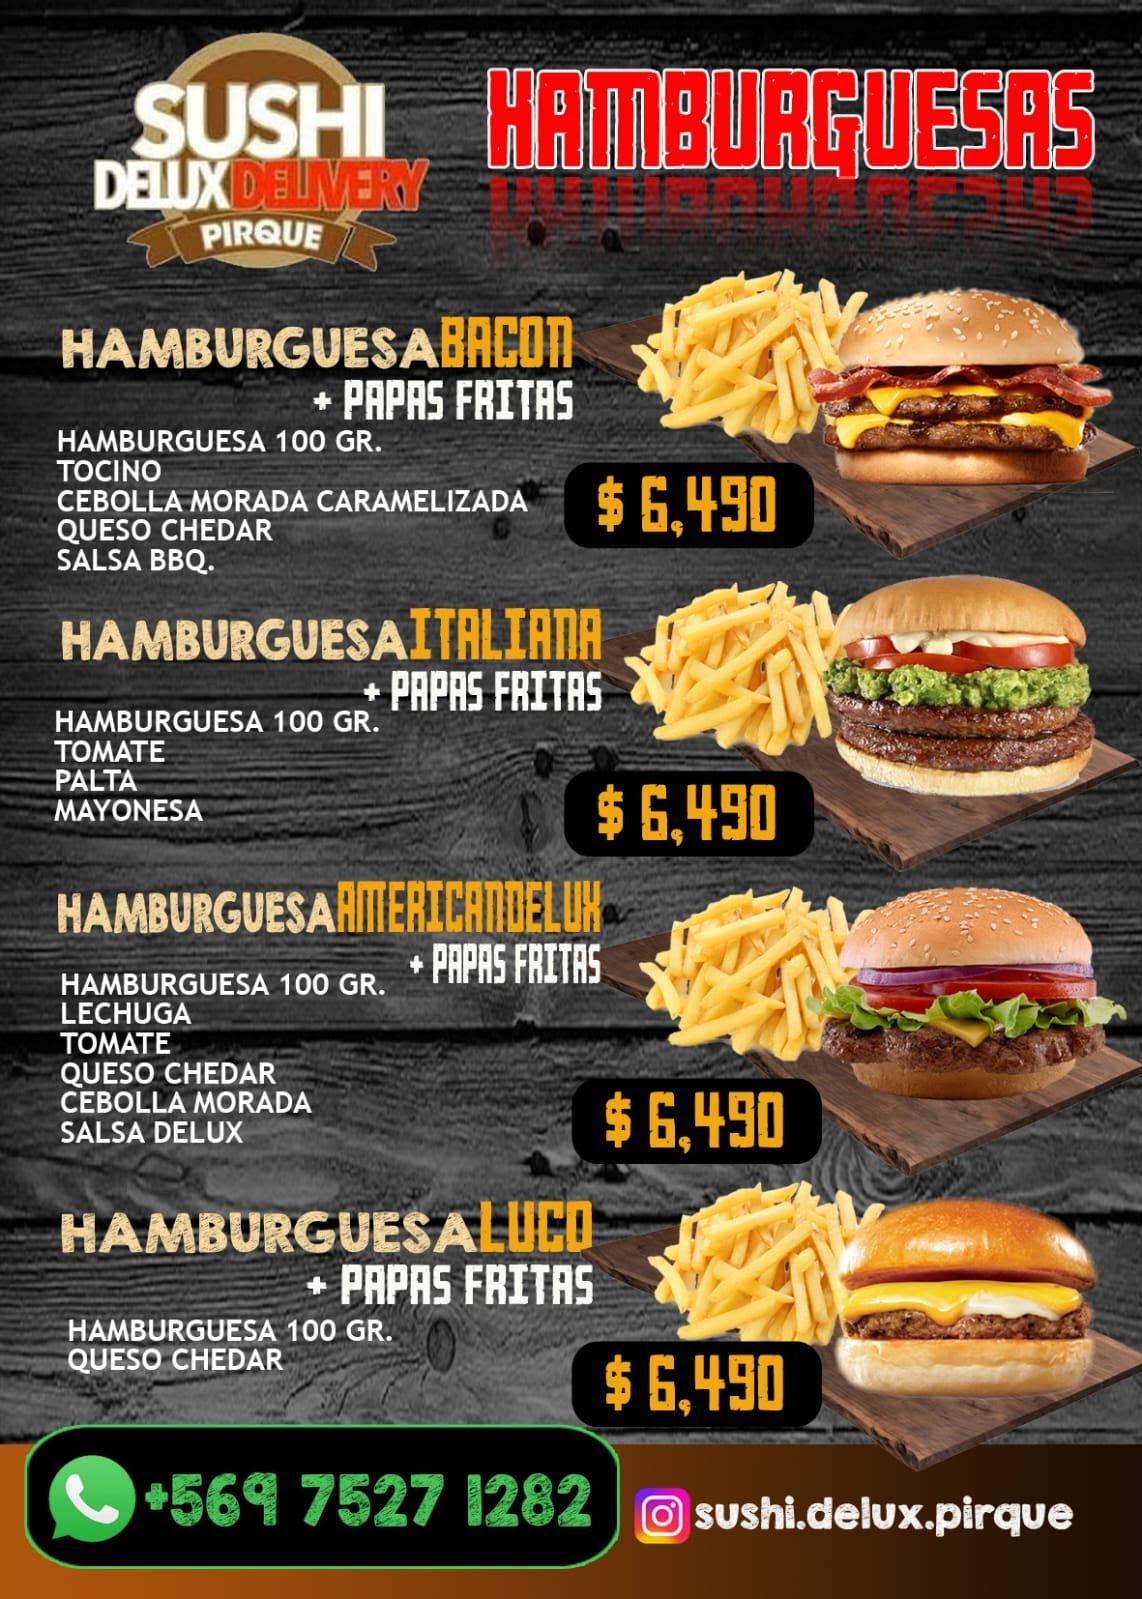 SUSHI
DELUX DELIVERY
PIRQUE
HAMBURGUESAS
HAMBURGUESA BACON
+ PAPAS FRITAS
HAMBURGUESA 100 GR.
TOCINO
CEBOLLA MORADA CARAMELIZADA
QUESO CHEDAR
SALSA BBQ.
$ 6,490
HAMBURGUESA ITALIANA
+ PAPAS FRITAS
HAMBURGUESA 100 GR.
TOMATE
PALTA
MAYONESA
$ 6,490
HAMBURGUESA AMERICANDELUX
+ PAPAS FRITAS
HAMBURGUESA 100 GR.
LECHUGA
TOMATE
QUESO CHEDAR
CEBOLLA MORADA
SALSA DELUX
$ 6,490
HAMBURGUESA LUCO
+ PAPAS FRITAS
HAMBURGUESA 100 GR.
QUESO CHEDAR
$ 6,490
+569 7527 1282
sushi.delux.pirque